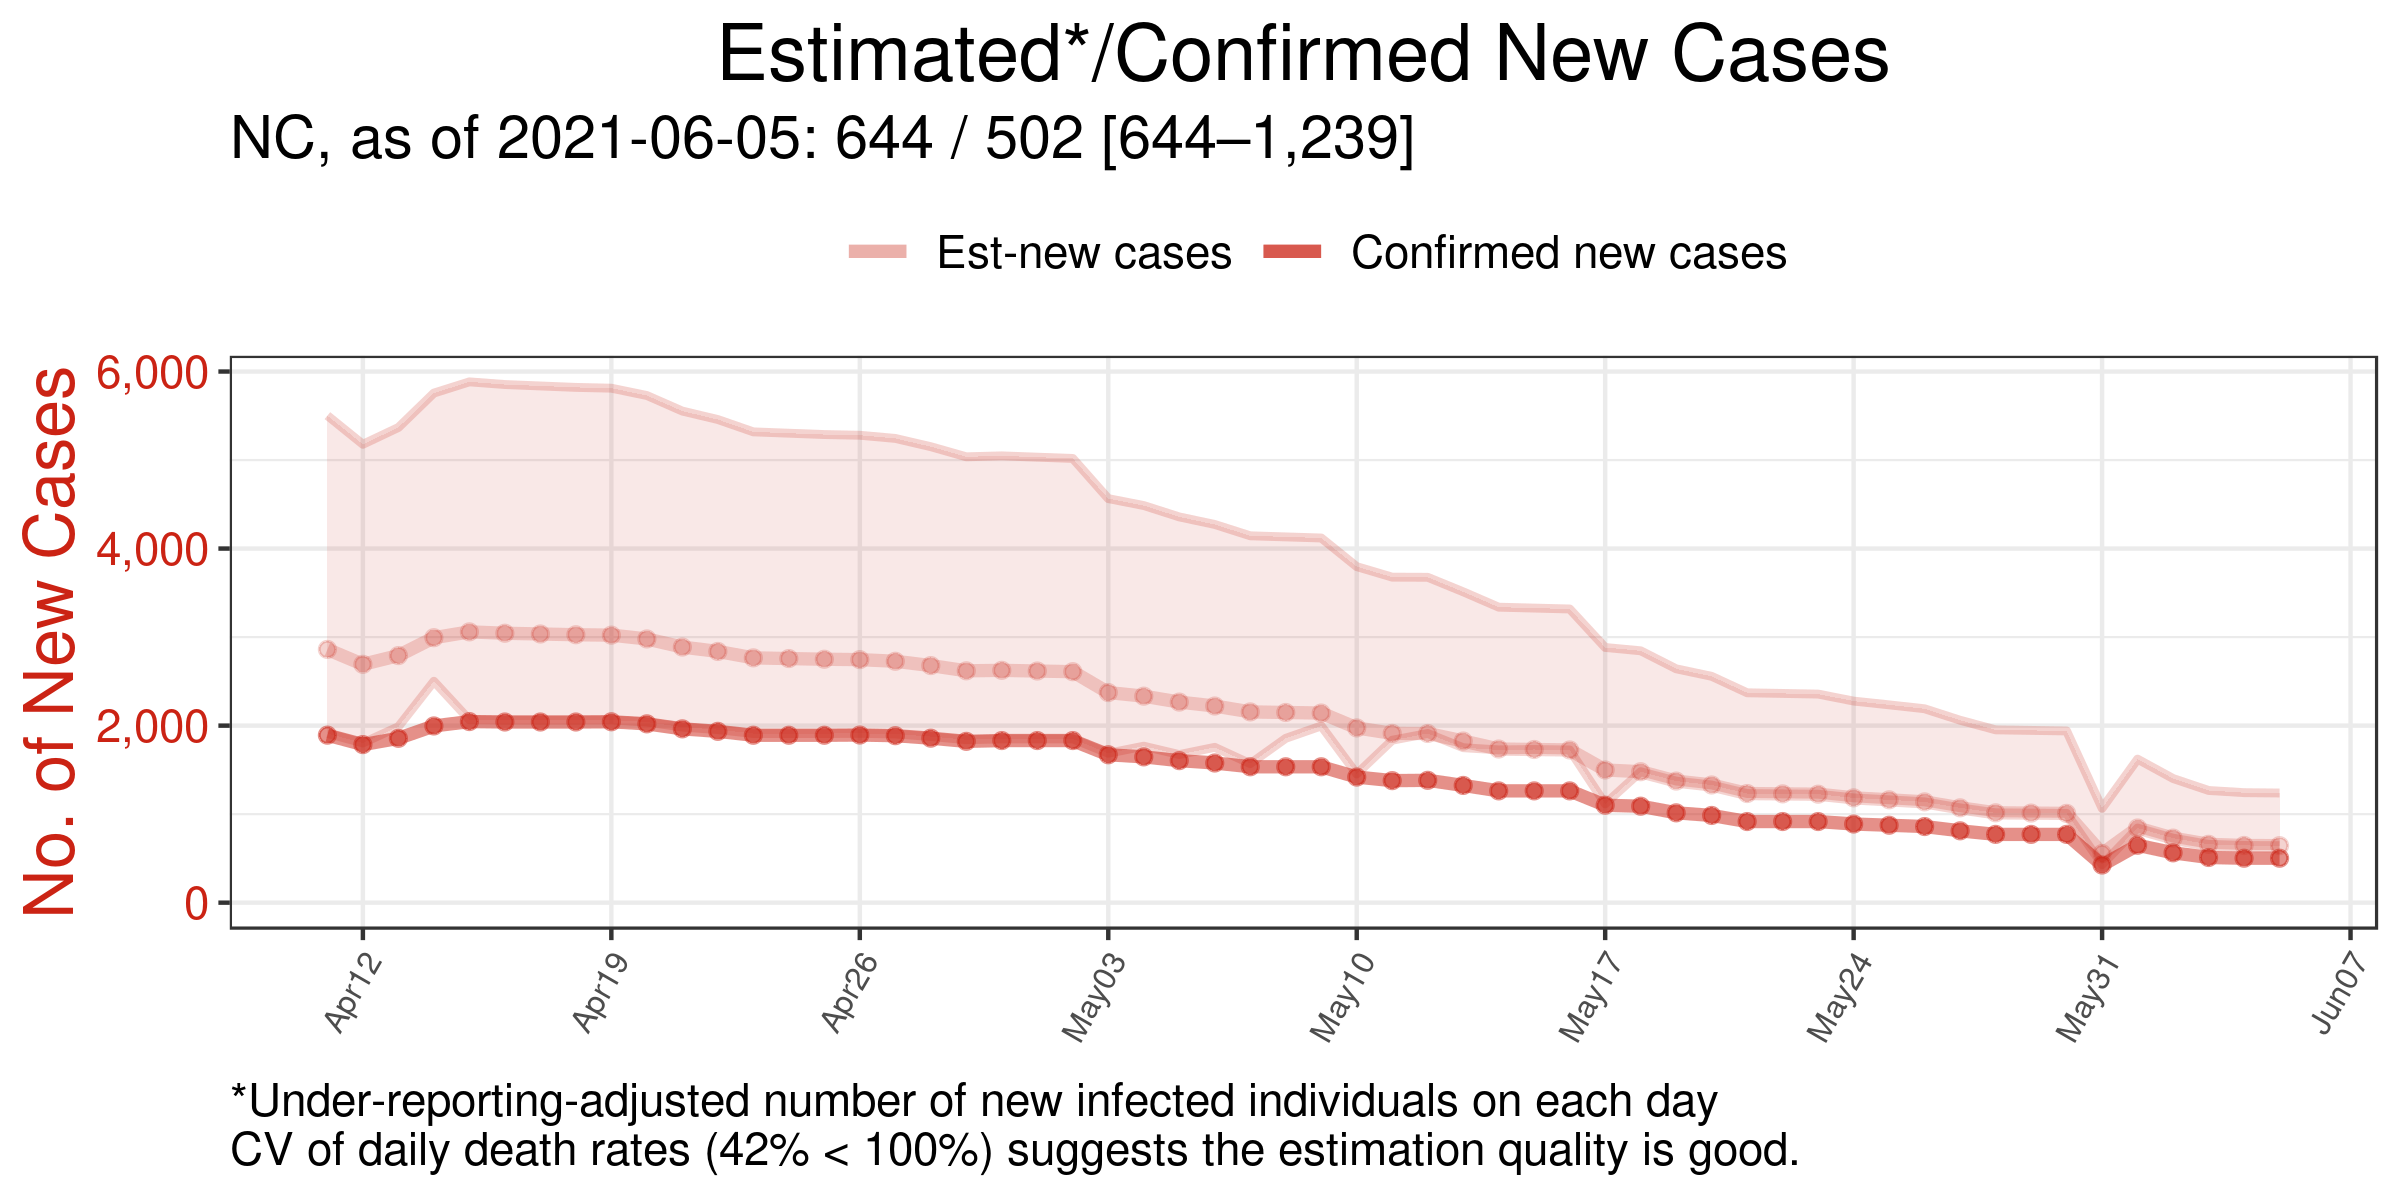 Estimated*/Confirmed New Cases
NC, as of 2021-06-05: 644 / 502 [644–1,239]
Est-new cases Confirmed new cases
No. of New Cases
6,000
4,000
2,000
0
Apr12 Apr19 Apr26 May03 May10 May17 May24 May31 Jun07
*Under-reporting-adjusted number of new infected individuals on each day
CV of daily death rates (42% < 100%) suggests the estimation quality is good.